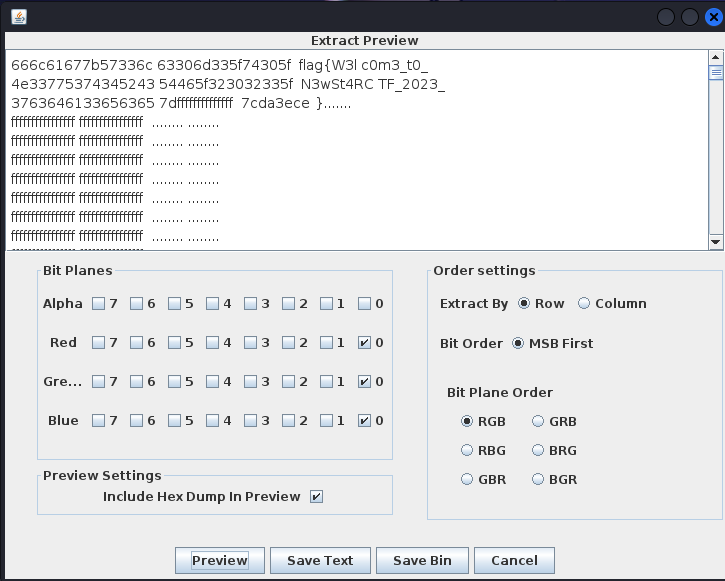 Extract Preview
666c61677b57336c 63306d335f74305f flag{W3l c0m3_t0_
4e33775374345243 54465f323032335f N3wSt4RC TF_2023_
3763646133656365 7dffffffffffffff 7cda3ece }.......
ffffffffffffffff ffffffffffffffff ........ ........
ffffffffffffffff ffffffffffffffff ........ ........
ffffffffffffffff ffffffffffffffff ........ ........
ffffffffffffffff ffffffffffffffff ........ ........
ffffffffffffffff ffffffffffffffff ........ ........
ffffffffffffffff ffffffffffffffff ........ ........
ffffffffffffffff ffffffffffffffff ........ ........
Bit Planes
Alpha 7 6 5 4 3 2 1 0
Red 7 6 5 4 3 2 1 0
Gre... 7 6 5 4 3 2 1 0
Blue 7 6 5 4 3 2 1 0
Preview Settings
Include Hex Dump In Preview
Order settings
Extract By Row Column
Bit Order MSB First
Bit Plane Order
RGB GRB
RBG BRG
GBR BGR
Preview Save Text Save Bin Cancel